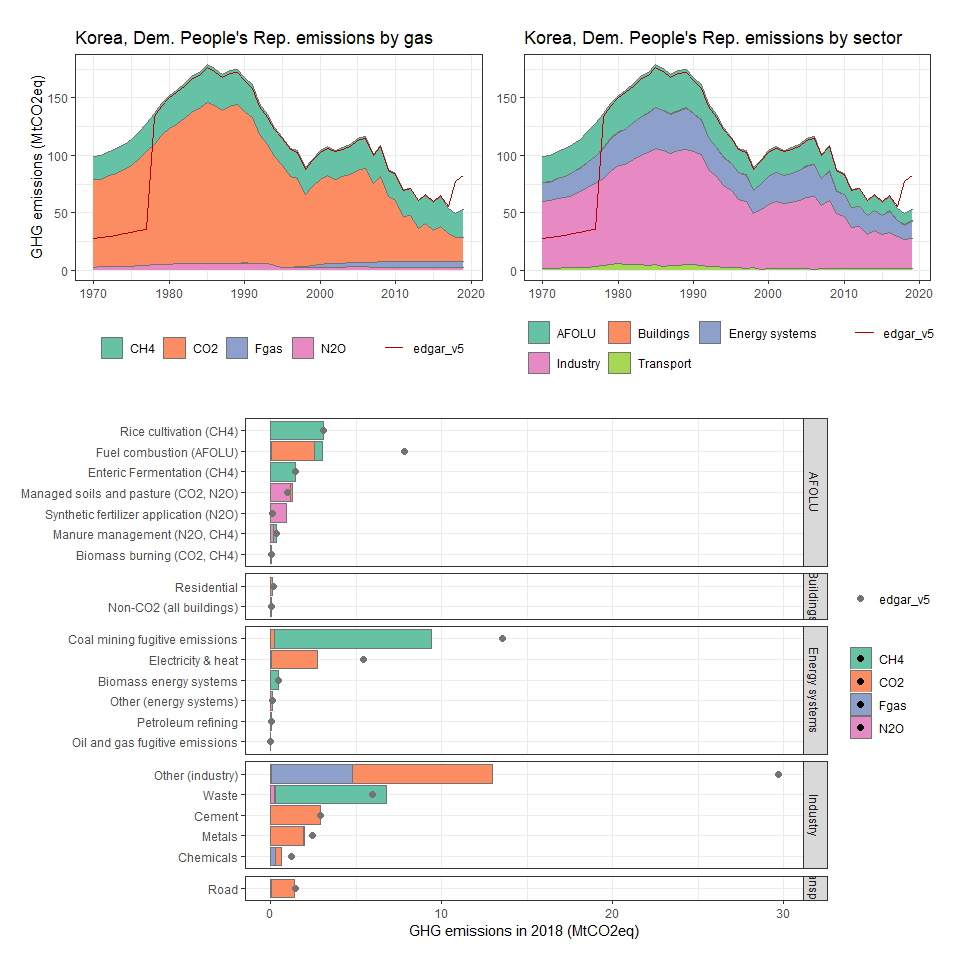 Korea, Dem. People's Rep. emissions by gas
GHG emissions (MtCO2eq)
150
100
50
0
1970
1980
1990
2000
2010
2020
CH4
CO2
Fgas
N2O
edgar_v5
Korea, Dem. People's Rep. emissions by sector
150
100
50
0
1970
1980
1990
2000
2010
2020
AFOLU
Buildings
Energy systems
edgar_v5
Industry
Transport
Rice cultivation (CH4)
Fuel combustion (AFOLU)
Enteric Fermentation (CH4)
Managed soils and pasture (CO2, N2O)
Synthetic fertilizer application (N2O)
Manure management (N2O, CH4)
Biomass burning (CO2, CH4)
AFOLU
Residential
Non-CO2 (all buildings)
Buildings
Coal mining fugitive emissions
Electricity & heat
Biomass energy systems
Other (energy systems)
Petroleum refining
Oil and gas fugitive emissions
Energy systems
Other (industry)
Waste
Cement
Metals
Chemicals
Industry
Road
ansp
0
10
20
30
GHG emissions in 2018 (MtCO2eq)
edgar_v5
CH4
CO2
Fgas
N2O